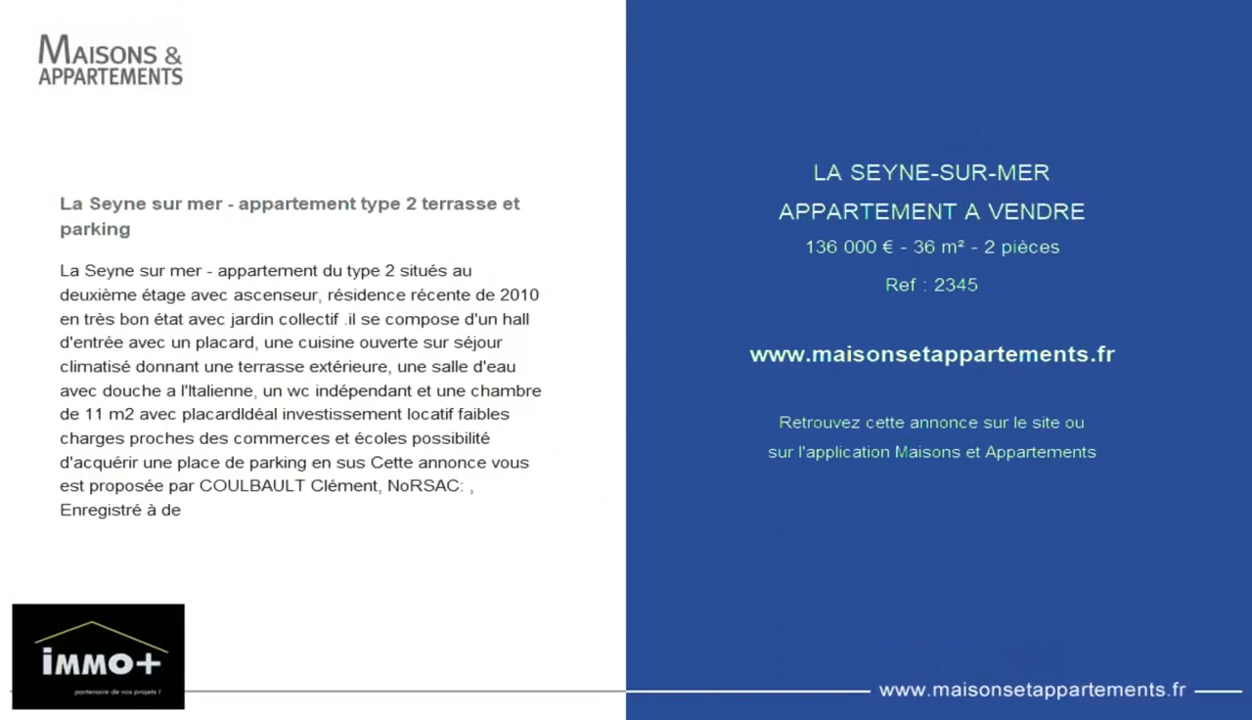 MAISONS &
APPARTEMENTS
La Seyne sur mer - appartement type 2 terrasse et
parking
La Seyne sur mer - appartement du type 2 situés au
deuxième étage avec ascenseur, résidence récente de 2010
en très bon état avec jardin collectif .il se compose d'un hall
d'entrée avec un placard, une cuisine ouverte sur séjour
climatisé donnant une terrasse extérieure, une salle d'eau
avec douche a l'Italienne, un wc indépendant et une chambre
de 11 m2 avec placardIdéal investissement locatif faibles
charges proches des commerces et écoles possibilité
d'acquérir une place de parking en sus Cette annonce vous
est proposée par COULBAULT Clément, NoRSAC: ,
Enregistré à de
immo+
partenaire de vos projets !
LA SEYNE-SUR-MER
APPARTEMENT A VENDRE
136 000 € - 36 m² - 2 pièces
Ref : 2345
www.maisonsetappartements.fr
Retrouvez cette annonce sur le site ou
sur l'application Maisons et Appartements
www.maisonsetappartements.fr